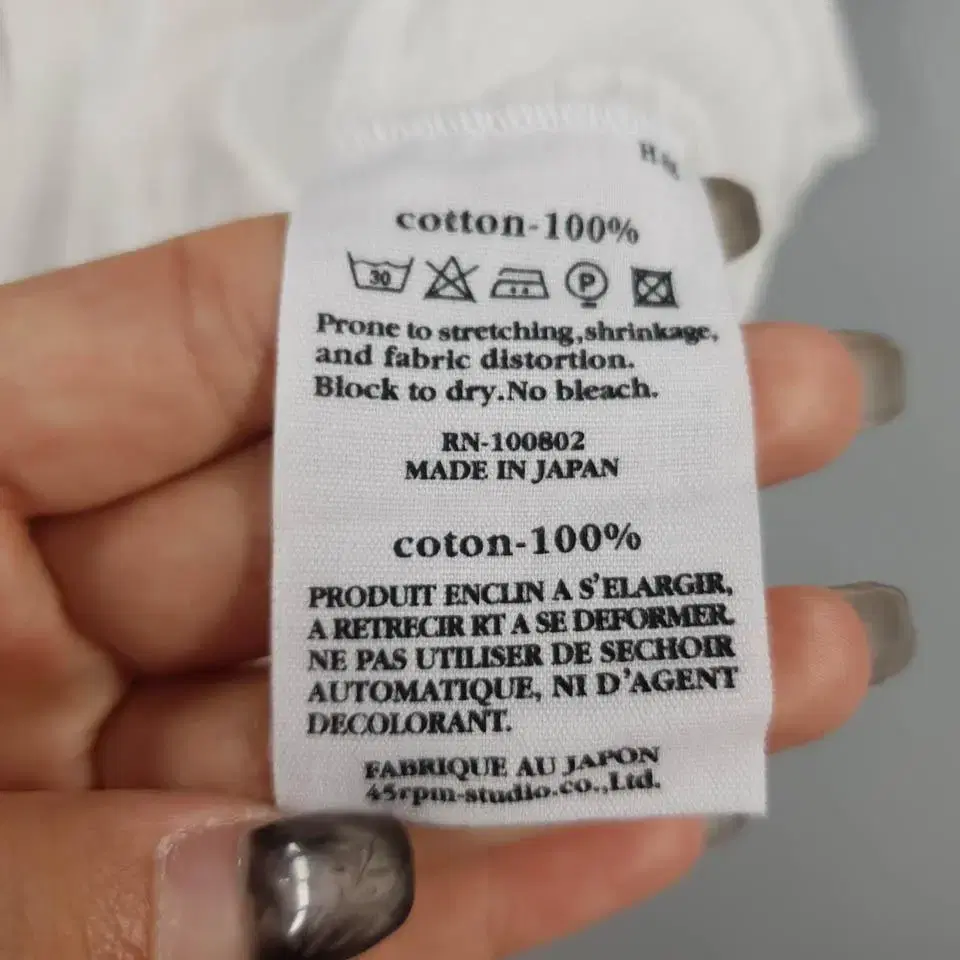 cotton-100%
30
P
Prone to stretching,shrinkage,
and fabric distortion.
Block to dry.No bleach.
RN-100802
MADE IN JAPAN
coton-100%
PRODUIT ENCLIN A S'ELARGIR,
A RETRECIR RT A SE DEFORMER.
NE PAS UTILISER DE SECHOIR
AUTOMATIQUE, NI D'AGENT
DECOLORANT.
FABRIQUE AU JAPON
45rpm-studio.co.,Ltd.